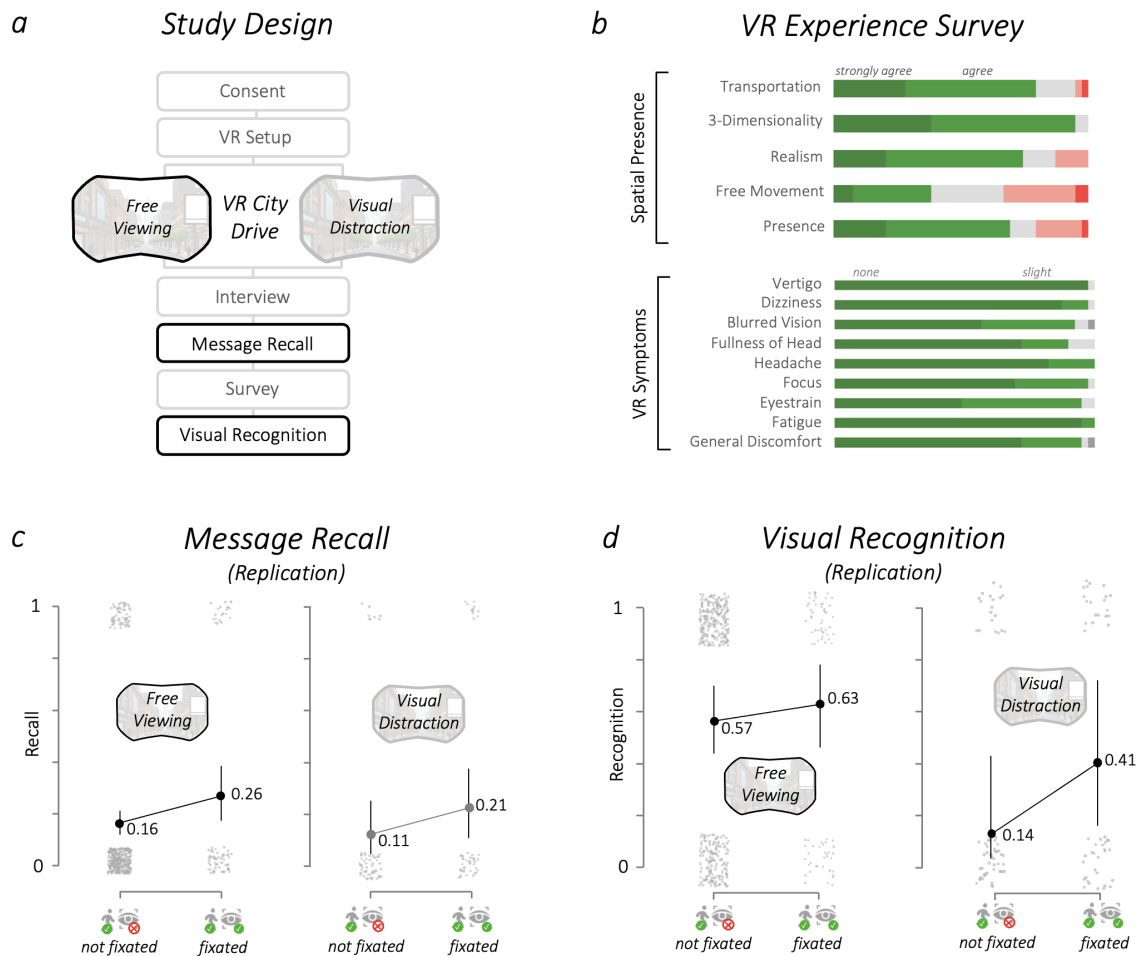 a
Study Design
Consent
VR Setup
Free
Viewing
VR City
Drive
Visual
Distraction
Interview
Message Recall
Survey
Visual Recognition
b
VR Experience Survey
Spatial Presence
strongly agree
agree
Transportation
3-Dimensionality
Realism
Free Movement
Presence
VR Symptoms
none
slight
Vertigo
Dizziness
Blurred Vision
Fullness of Head
Headache
Focus
Eyestrain
Fatigue
General Discomfort
c
Message Recall
(Replication)
Recall
1
0
Free
Viewing
0.16
0.26
not fixated
fixated
Visual
Distraction
0.11
0.21
not fixated
fixated
d
Visual Recognition
(Replication)
Recognition
1
0
0.57
0.63
Free
Viewing
not fixated
fixated
Visual
Distraction
0.14
0.41
not fixated
fixated